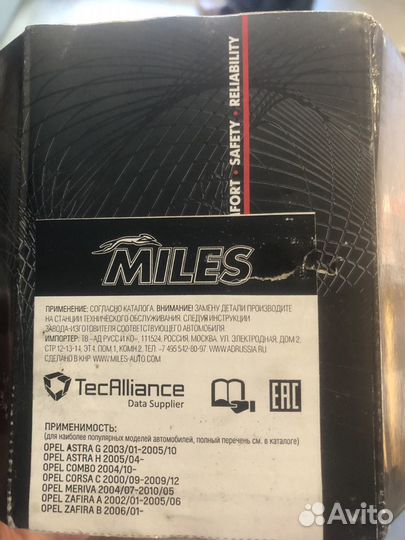 FORT · SAFETY · RELIABILITY
MILES
ПРИМЕНЕНИЕ: СОГЛАСНО КАТАЛОГА. ВНИМАНИЕ! ЗАМЕНУ ДЕТАЛИ ПРОИЗВОДИТЕ
НА СТАНЦИИ ТЕХНИЧЕСКОГО ОБСЛУЖИВАНИЯ, СЛЕДУЯ ИНСТРУКЦИИ
ЗАВОДА-ИЗГОТОВИТЕЛЯ СООТВЕТСТВУЮЩЕГО АВТОМОБИЛЯ.
ИМПОРТЕР: ТВ -АД РУСС И КО-, 111524, РОССИЯ, МОСКВА, УЛ. ЭЛЕКТРОДНАЯ, ДОМ 2,
СТР. 12-13-14, ЭТ.4, ПОМ. 1, КОМН. 2, ТЕЛ. +7 495 542-80-97. WWW.ADRUSSIA.RU
СДЕЛАНО В КНР WWW.MILES-AUTO.COM
TecAlliance
Data Supplier
EAC
ПРИМЕНИМОСТЬ:
(для наиболее популярных моделей автомобилей, полный перечень см. в каталоге)
OPEL ASTRA G 2003/01-2005/10
OPEL ASTRA H 2005/04-
OPEL COMBO 2004/10-
OPEL CORSA C 2000/09-2009/12
OPEL MERIVA 2004/07-2010/05
OPEL ZAFIRA A 2002/01-2005/06
OPEL ZAFIRA B 2006/01-
Avito